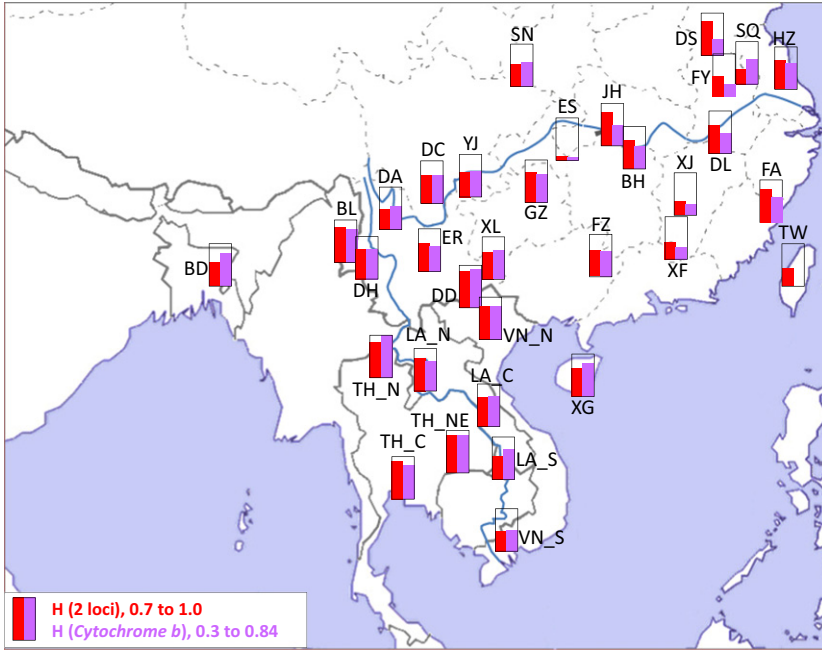 SN
DS
SQ
HZ
FY
ES
JH
DC
YJ
DA
BH
XJ
DL
GZ
FA
BL
ER
XL
FZ
XF
TW
BD
DH
DD
LA_N
VN_N
TH_N
LA_C
XG
TH_NE
TH_C
LA_S
VN_S
H (2 loci), 0.7 to 1.0
H (Cytochrome b), 0.3 to 0.84